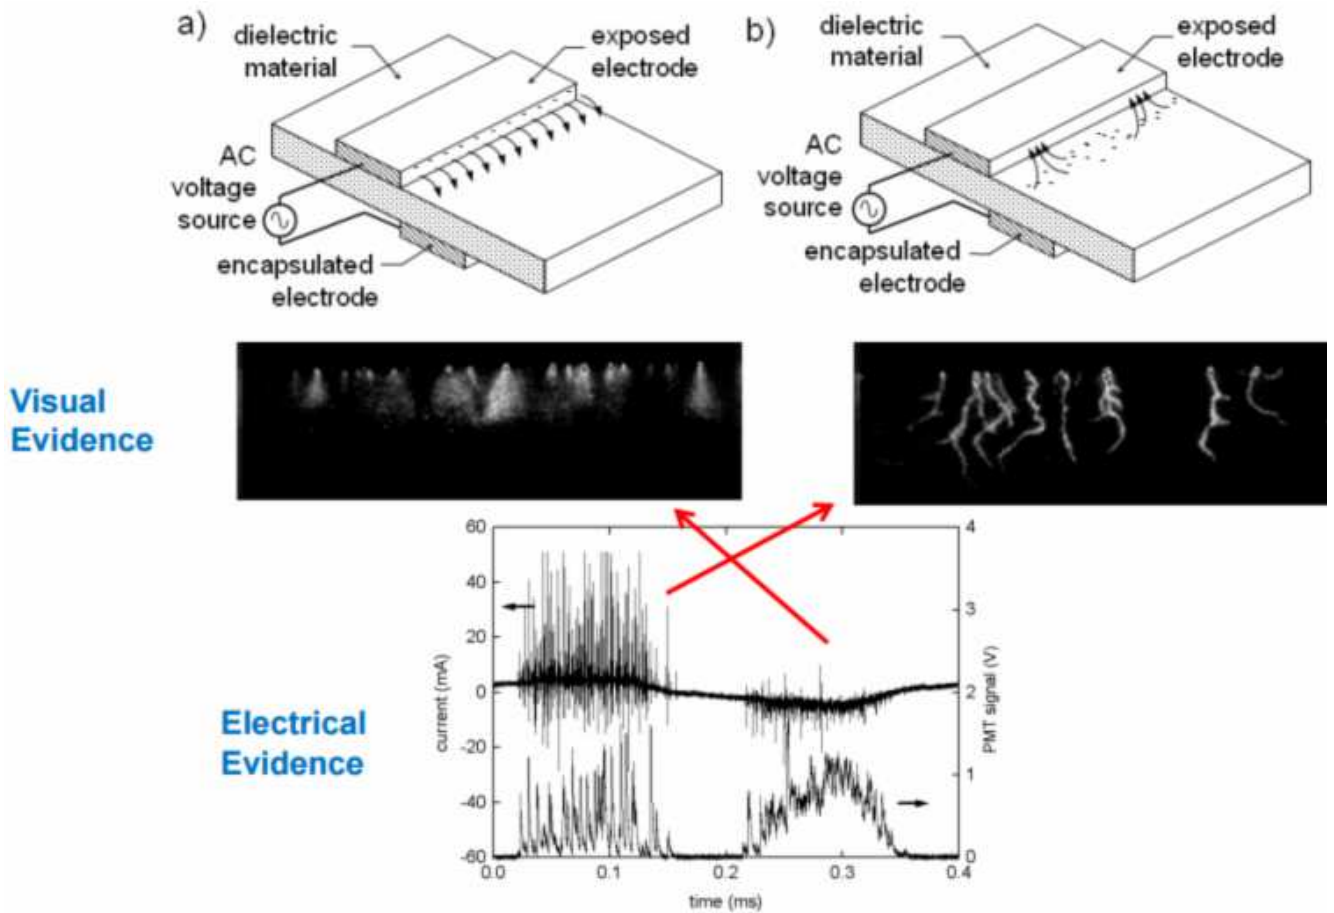 a)
dielectric
material
exposed
electrode
AC
voltage
source
encapsulated
electrode
b)
dielectric
material
exposed
electrode
AC
voltage
source
encapsulated
electrode
Visual
Evidence
Electrical
Evidence
60
40
20
0
-20
-40
-60
current (mA)
4
3
2
1
0
PMT signal (V)
0.0 0.1 0.2 0.3 0.4
time (ms)